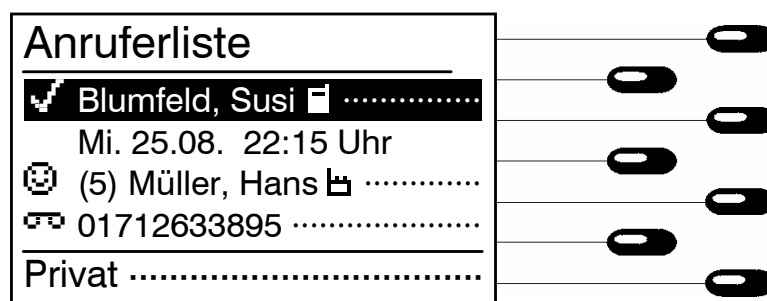 Anruferliste
Blumfeld, Susi
Mi. 25.08. 22:15 Uhr
(5) Müller, Hans
01712633895
Privat